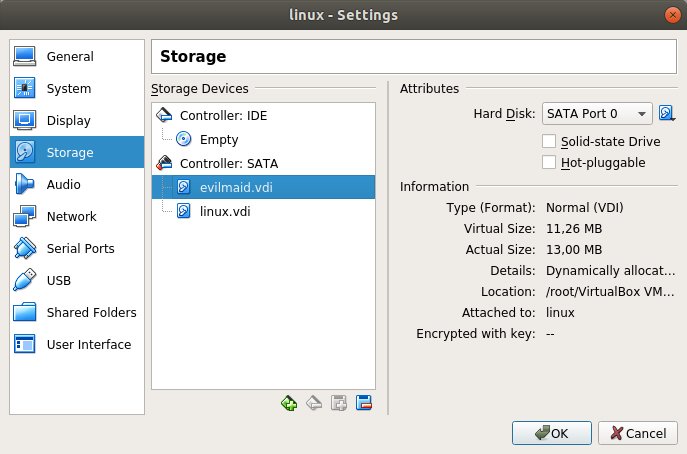 linux - Settings
General
System
Display
Storage
Audio
Network
Serial Ports
USB
Shared Folders
User Interface
Storage
Storage Devices
Controller: IDE
Empty
Controller: SATA
evilmaid.vdi
linux.vdi
Attributes
Hard Disk: SATA Port 0
Solid-state Drive
Hot-pluggable
Information
Type (Format): Normal (VDI)
Virtual Size: 11,26 MB
Actual Size: 13,00 MB
Details: Dynamically allocat...
Location: /root/VirtualBox VM...
Attached to: linux
Encrypted with key: --
OK
Cancel